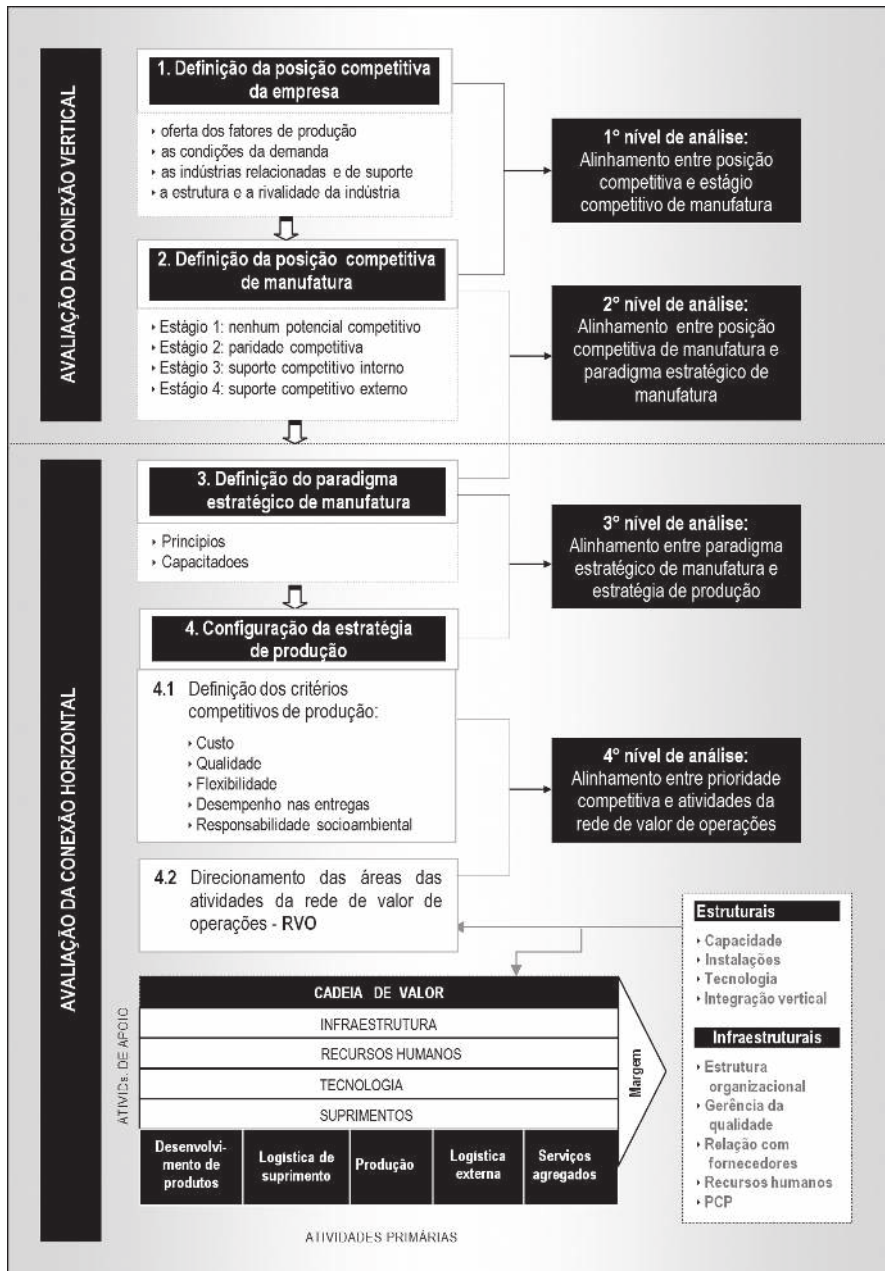 AVALIAÇÃO DA CONEXÃO VERTICAL
1. Definição da posição competitiva
da empresa
‣ oferta dos fatores de produção
‣ as condições da demanda
‣ as indústrias relacionadas e de suporte
‣ a estrutura e a rivalidade da indústria
2. Definição da posição competitiva
de manufatura
‣ Estágio 1: nenhum potencial competitivo
‣ Estágio 2: paridade competitiva
‣ Estágio 3: suporte competitivo interno
‣ Estágio 4: suporte competitivo externo
1º nível de análise:
Alinhamento entre posição
competitiva e estágio
competitivo de manufatura
2º nível de análise:
Alinhamento entre posição
competitiva de manufatura e
paradigma estratégico de
manufatura
AVALIAÇÃO DA CONEXÃO HORIZONTAL
3. Definição do paradigma
estratégico de manufatura
‣ Princípios
‣ Capacitadoes
4. Configuração da estratégia
de produção
4.1 Definição dos critérios
competitivos de produção:
‣ Custo
‣ Qualidade
‣ Flexibilidade
‣ Desempenho nas entregas
‣ Responsabilidade socioambiental
4.2 Direcionamento das áreas das
atividades da rede de valor de
operações - RVO
3º nível de análise:
Alinhamento entre paradigma
estratégico de manufatura e
estratégia de produção
4º nível de análise:
Alinhamento entre prioridade
competitiva e atividades da
rede de valor de operações
Estruturais
‣ Capacidade
‣ Instalações
‣ Tecnologia
‣ Integração vertical
Infraestruturais
‣ Estrutura
organizacional
‣ Gerência da
qualidade
‣ Relação com
fornecedores
‣ Recursos humanos
‣ PCP
ATIVIDs. DE APOIO
CADEIA DE VALOR
INFRAESTRUTURA
RECURSOS HUMANOS
TECNOLOGIA
SUPRIMENTOS
Margem
Desenvolvi-
mento de
produtos
Logística de
suprimento
Produção
Logística
externa
Serviços
agregados
ATIVIDADES PRIMÁRIAS